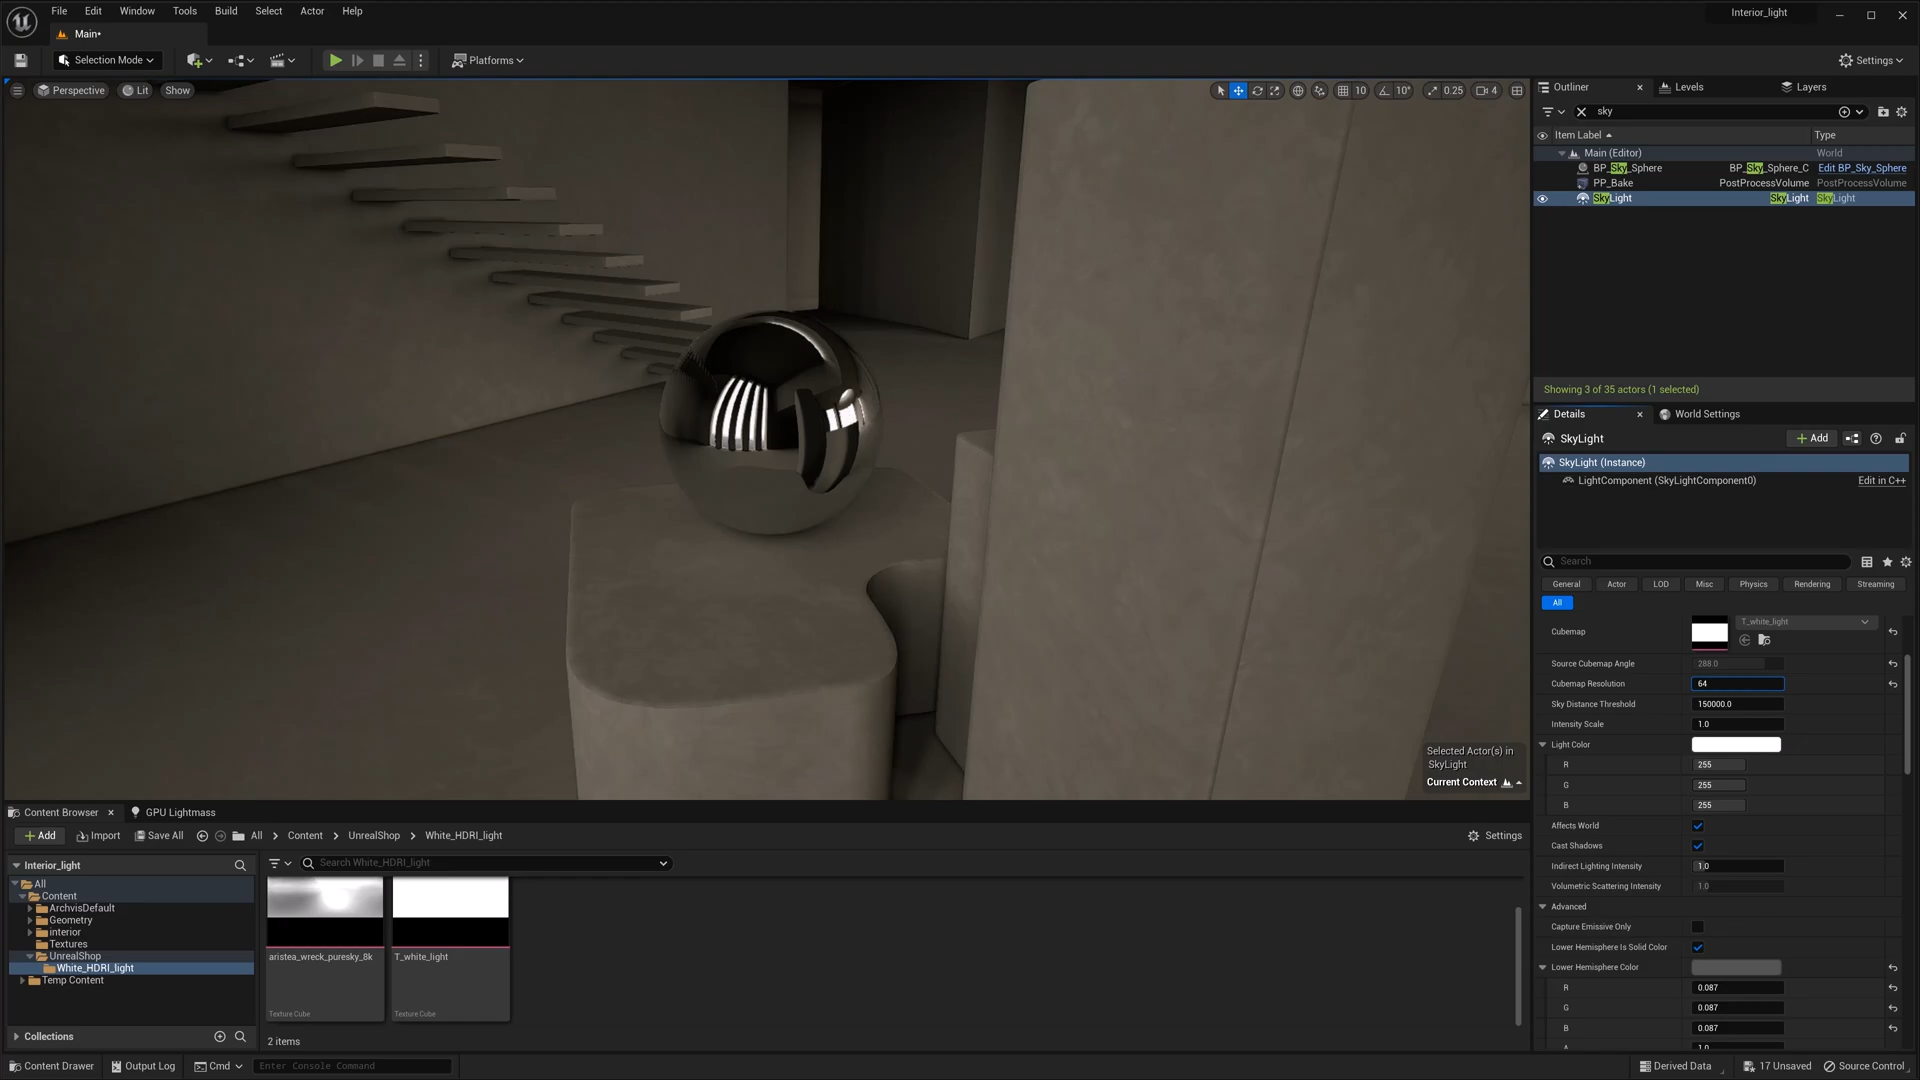 File Edit Window Tools Build Select Actor Help
Interior_light
Main•
Selection Mode
Platforms
Settings
Perspective Lit Show
10 10° 0.25 4
Outliner Levels Layers
sky
Item Label Type
Main (Editor) World
BP_Sky_Sphere BP_Sky_Sphere_C Edit BP_Sky_Sphere
PP_Bake PostProcessVolume PostProcessVolume
SkyLight SkyLight SkyLight
Showing 3 of 35 actors (1 selected)
Details World Settings
SkyLight Add
SkyLight (Instance)
LightComponent (SkyLightComponent0) Edit in C++
Search
General Actor LOD Misc Physics Rendering Streaming
All
Cubemap T_white_light
Source Cubemap Angle 288.0
Cubemap Resolution 64
Sky Distance Threshold 150000.0
Intensity Scale 1.0
Light Color
R 255
G 255
B 255
Affects World
Cast Shadows
Indirect Lighting Intensity 1.0
Volumetric Scattering Intensity 1.0
Advanced
Capture Emissive Only
Lower Hemisphere Is Solid Color
Lower Hemisphere Color
R 0.087
G 0.087
B 0.087
A 1.0
Selected Actor(s) in
SkyLight
Current Context
Content Browser GPU Lightmass
Add Import Save All All Content UnrealShop White_HDRI_light
Settings
Interior_light
Search White_HDRI_light
All
Content
ArchvisDefault
Geometry
interior
Textures
UnrealShop
White_HDRI_light
Temp Content
aristea_wreck_puresky_8k T_white_light
Texture Cube Texture Cube
Collections
2 items
Content Drawer Output Log Cmd Enter Console Command
Derived Data 17 Unsaved Source Control